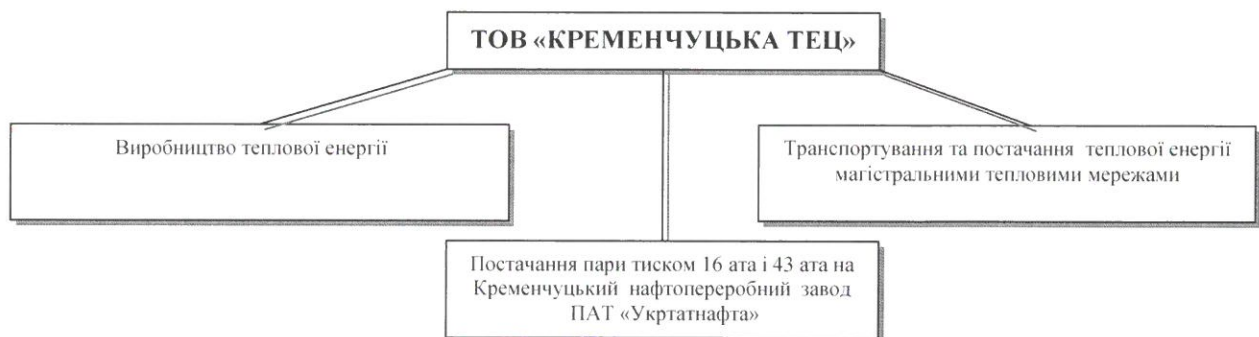 ТОВ «КРЕМЕНЧУЦЬКА ТЕЦ»
Виробництво теплової енергії
Транспортування та постачання теплової енергії
магістральними тепловими мережами
Постачання пари тиском 16 ата і 43 ата на
Кременчуцький нафтопереробний завод
ПАТ «Укртатнафта»